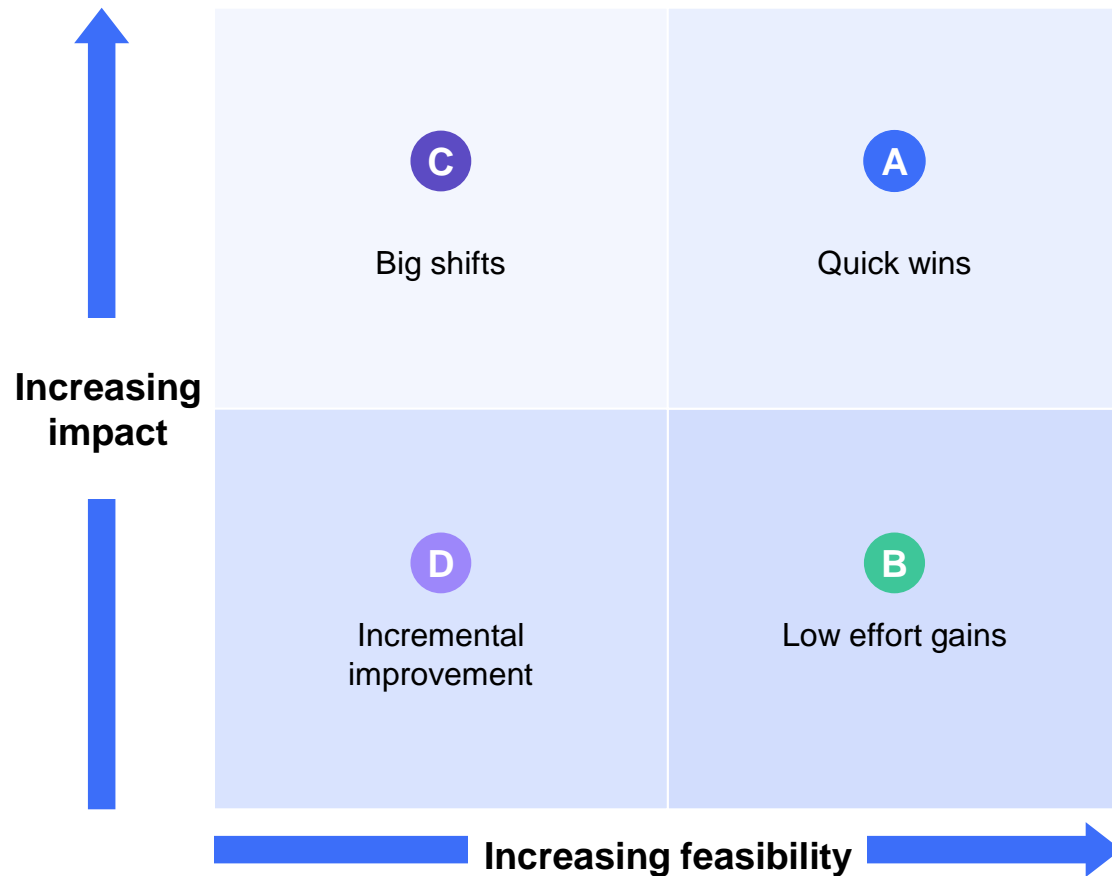 C
A
Big shifts
Quick wins
Increasing
impact
D
B
Incremental
improvement
Low effort gains
Increasing feasibility